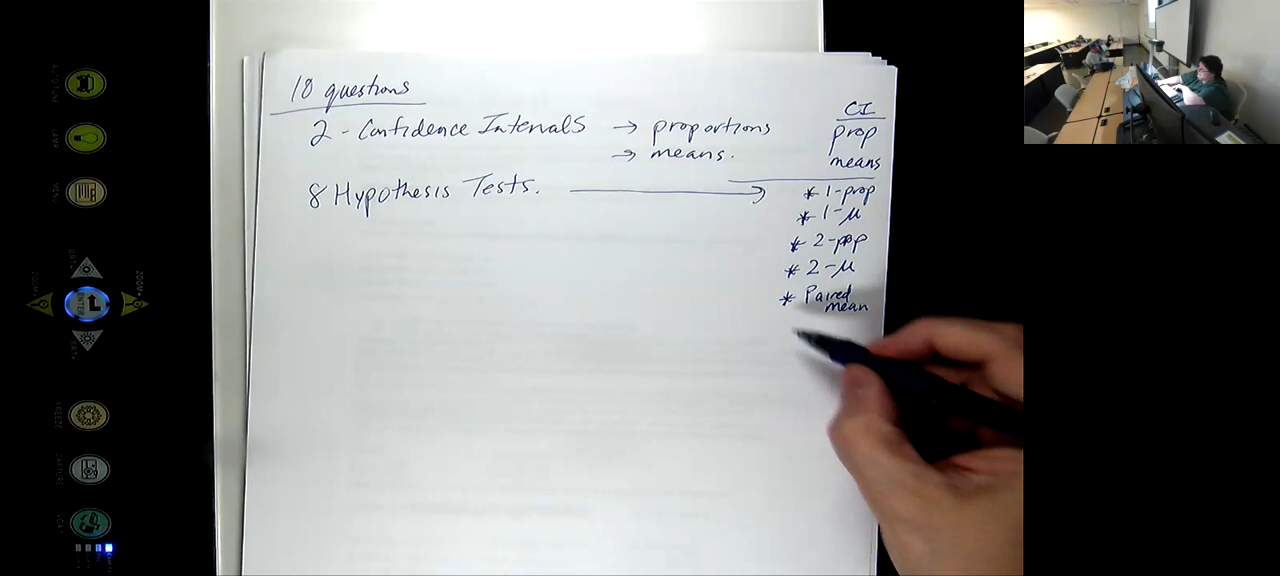 10 questions
2 - Confidence Intervals → proportions
→ means.
8 Hypothesis Tests. →
CI
prop
means
* 1-prop
* 1-μ
* 2-prop
* 2-μ
* Paired
mean